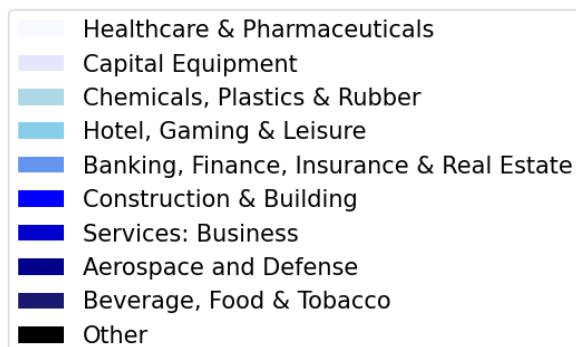 Healthcare & Pharmaceuticals
Capital Equipment
Chemicals, Plastics & Rubber
Hotel, Gaming & Leisure
Banking, Finance, Insurance & Real Estate
Construction & Building
Services: Business
Aerospace and Defense
Beverage, Food & Tobacco
Other